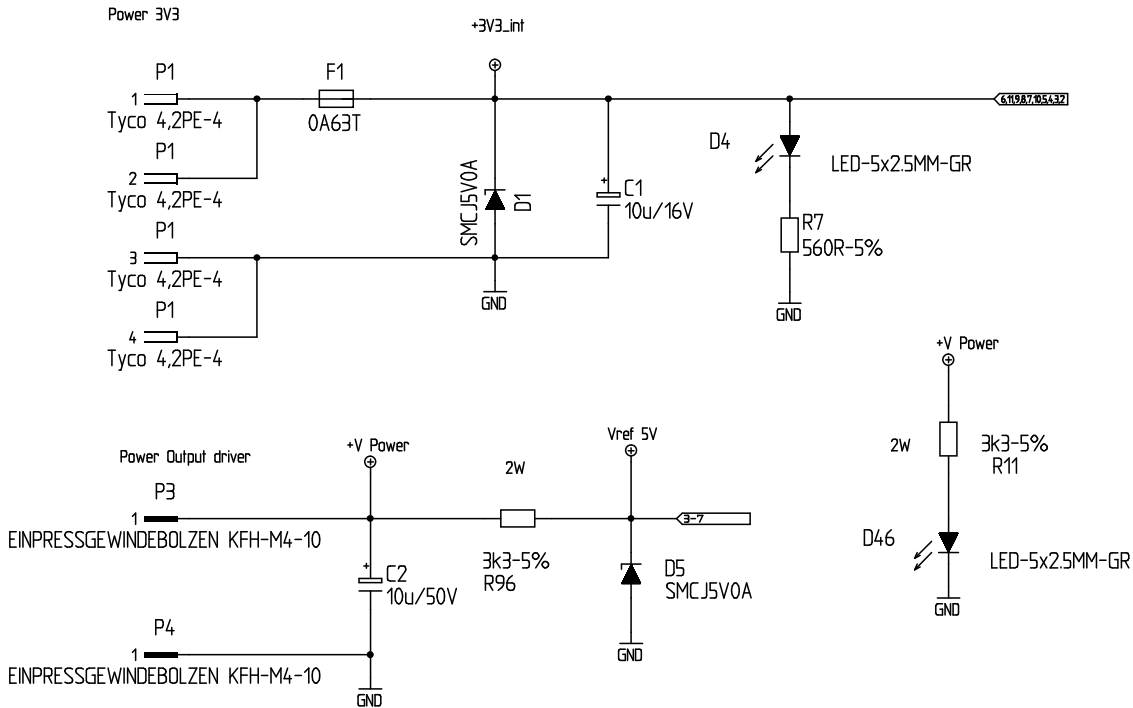 Power 3V3
+3V3_int
P1
1
Tyco 4,2PE-4
F1
0A63T
6,11,9,8,7,10,5,4,3,2
P1
2
Tyco 4,2PE-4
SMCJ5V0A
D1
C1
10u/16V
D4
LED-5x2.5MM-GR
R7
560R-5%
P1
3
Tyco 4,2PE-4
GND
GND
P1
4
Tyco 4,2PE-4
+V Power
2W
3k3-5%
R11
D46
LED-5x2.5MM-GR
GND
Power Output driver
+V Power
2W
Vref 5V
P3
1
EINPRESSGEWINDEBOLZEN KFH-M4-10
3-7
3k3-5%
R96
+
C2
10u/50V
D5
SMCJ5V0A
GND
P4
1
EINPRESSGEWINDEBOLZEN KFH-M4-10
GND